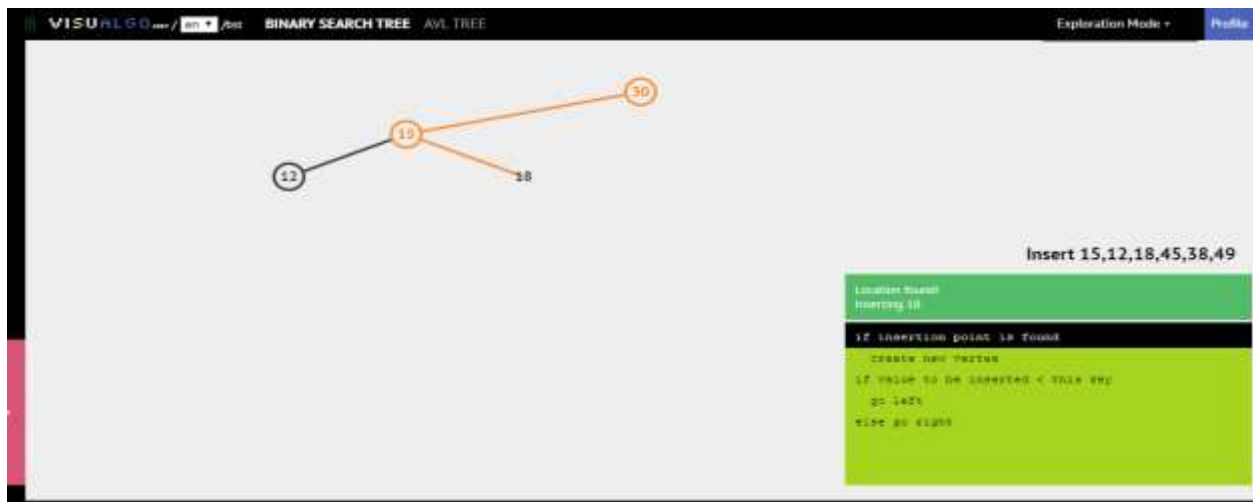 VISUALGO.net / en /bst BINARY SEARCH TREE AVL TREE Exploration Mode Profile
30
15
12
18
Insert 15,12,18,45,38,49
Location found!
Inserting 18
if insertion point is found
create new vertex
if value to be inserted < this key
go left
else go right